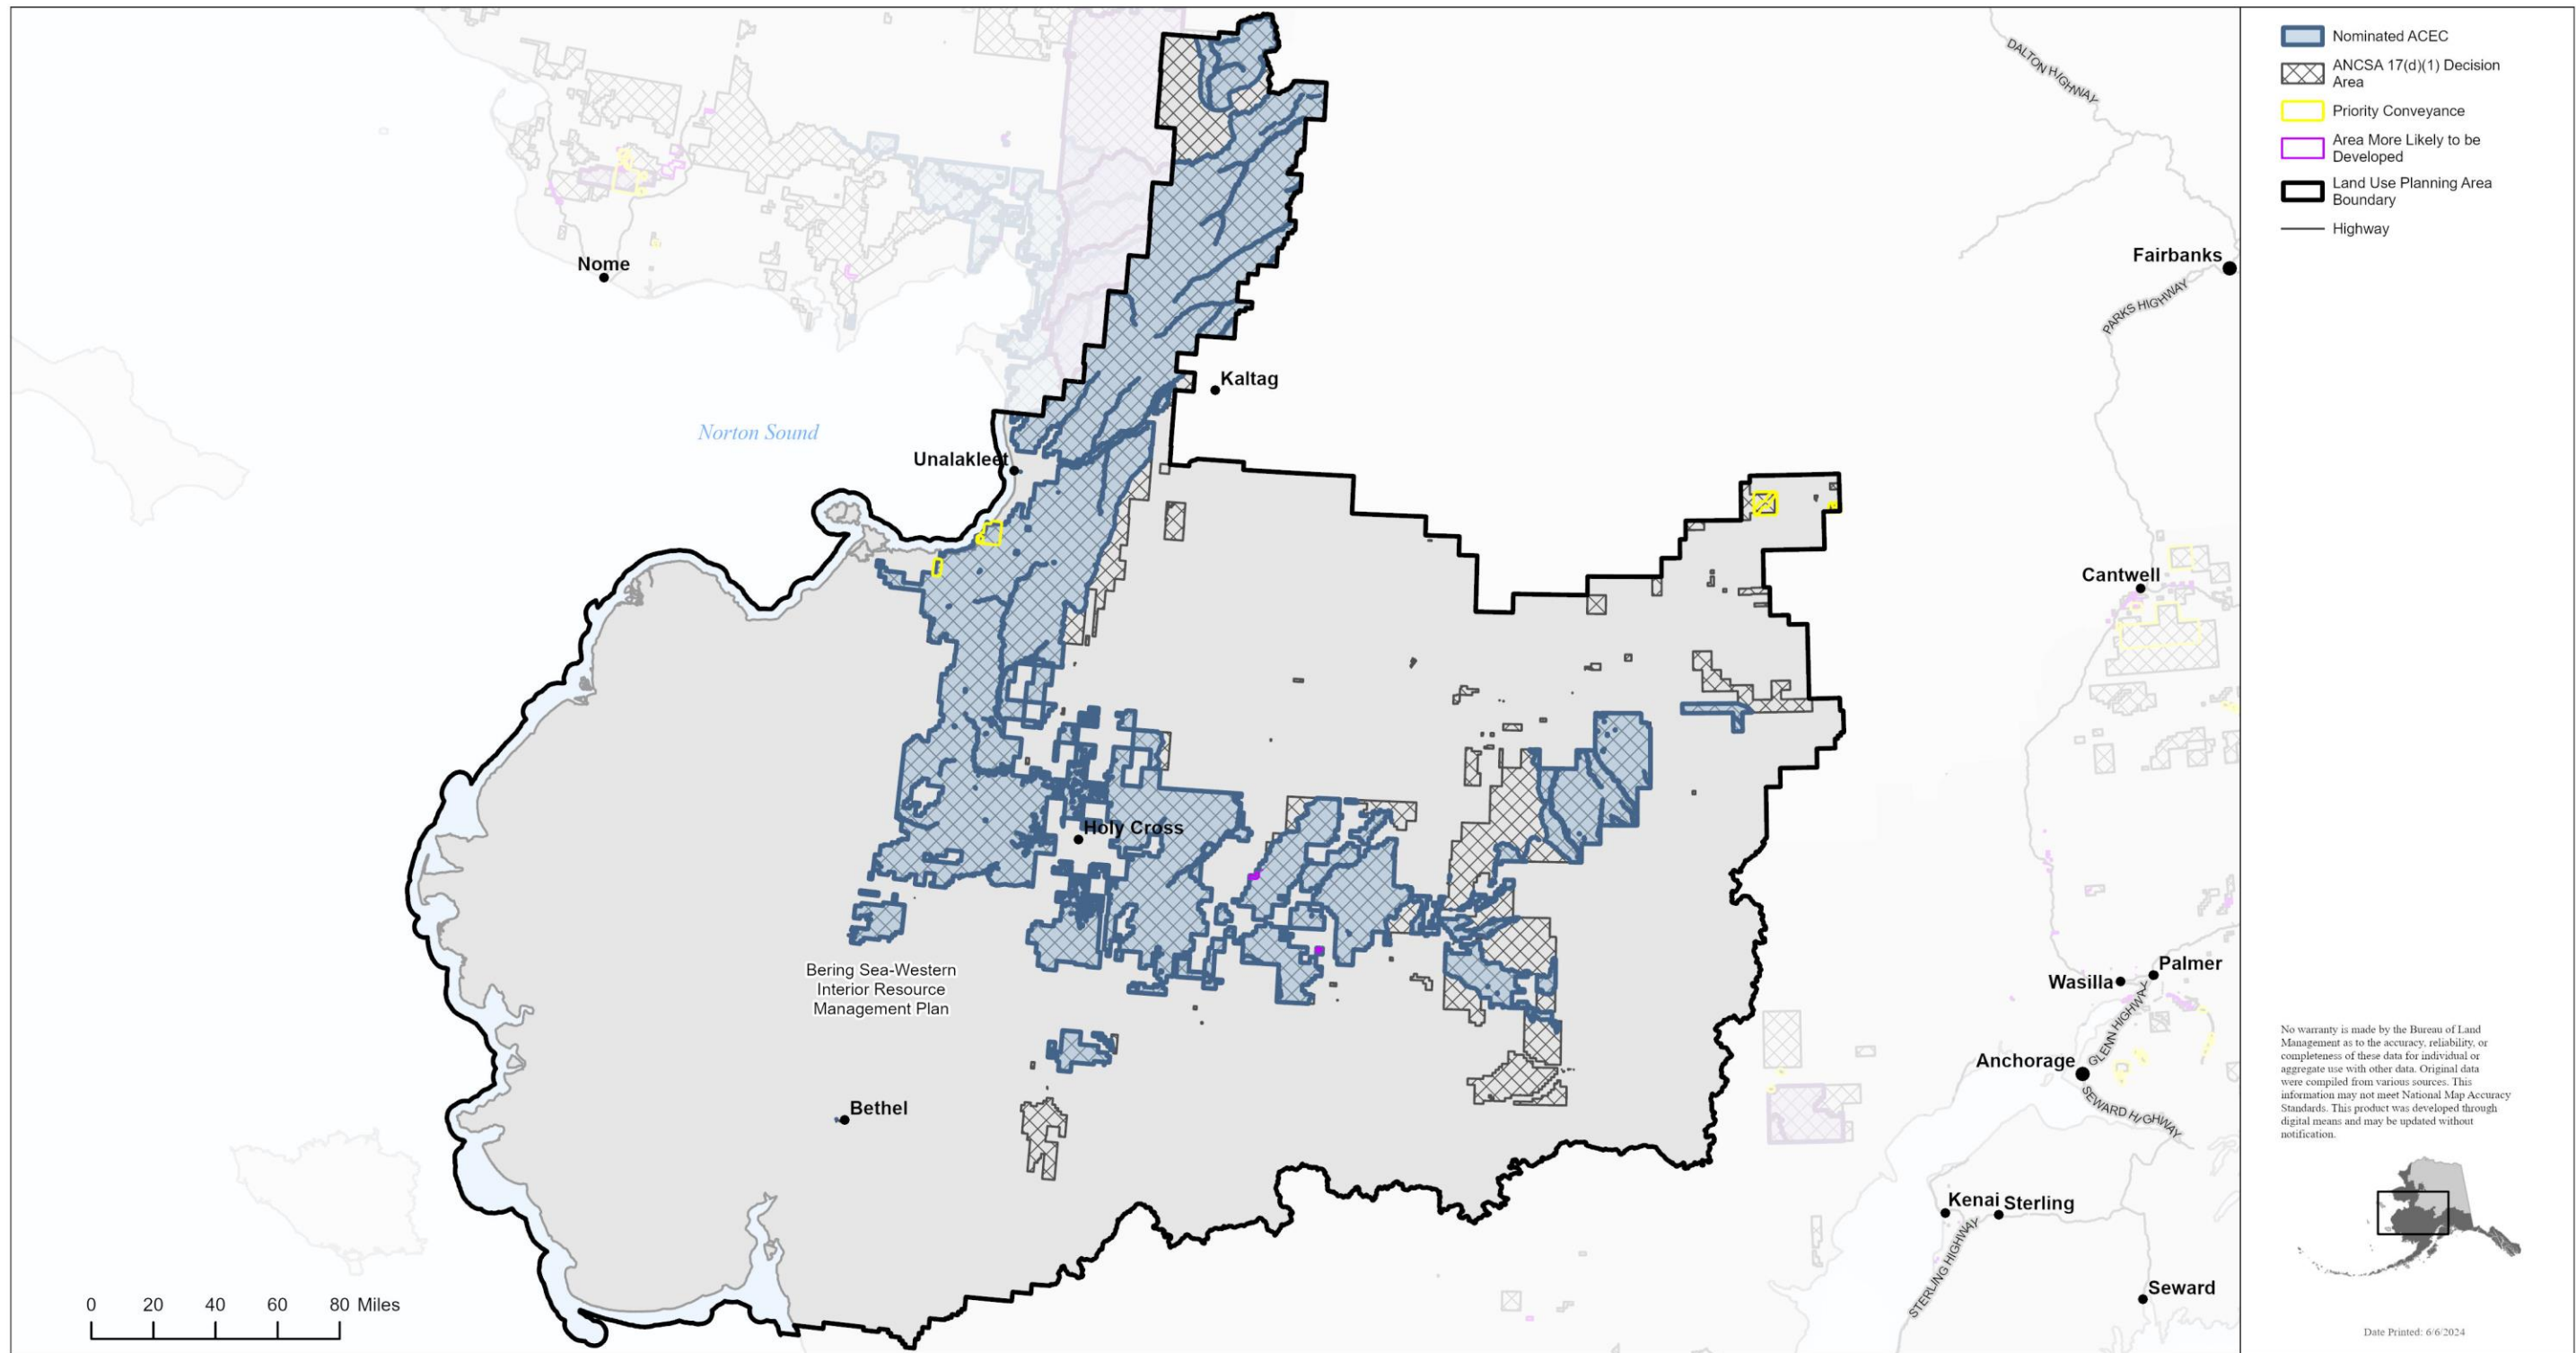 Nominated ACEC
ANCSA 17(d)(1) Decision
Area
Priority Conveyance
Area More Likely to be
Developed
Land Use Planning Area
Boundary
Highway
DALTON HIGHWAY
Fairbanks
PARKS HIGHWAY
Nome
Kaltag
Norton Sound
Unalakleet
Cantwell
Holy Cross
Bering Sea-Western
Interior Resource
Management Plan
Palmer
Wasilla
GLENN HIGHWAY
Anchorage
SEWARD HIGHWAY
Bethel
Kenai
Sterling
STERLING HIGHWAY
Seward
0 20 40 60 80 Miles
No warranty is made by the Bureau of Land
Management as to the accuracy, reliability, or
completeness of these data for individual or
aggregate use with other data. Original data
were compiled from various sources. This
information may not meet National Map Accuracy
Standards. This product was developed through
digital means and may be updated without
notification.
Date Printed: 6/6/2024